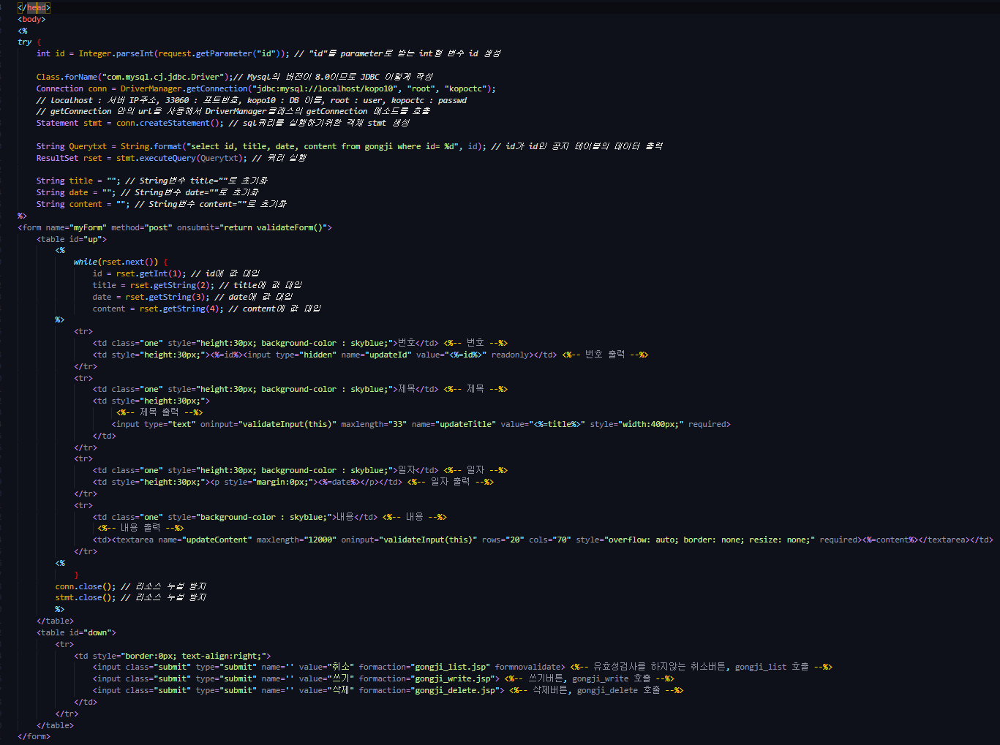 </head>
<body>
<%
try {
int id = Integer.parseInt(request.getParameter("id")); // "id"를 parameter로 받는 int형 변수 id 생성
Class.forName("com.mysql.cj.jdbc.Driver");// Mysql의 버전이 8.0이므로 JDBC 이렇게 작성
Connection conn = DriverManager.getConnection("jdbc:mysql://localhost/kopo10", "root", "kopoctc");
// localhost : 서버 IP주소, 33060 : 포트번호, kopo10 : DB 이름, root : user, kopoctc : passwd
// getConnection 안의 url을 사용해서 DriverManager클래스의 getConnection 메소드를 호출
Statement stmt = conn.createStatement(); // sql쿼리를 실행하기위한 객체 stmt 생성
String Querytxt = String.format("select id, title, date, content from gongji where id= %d", id); // id가 id인 공지 테이블의 데이터 출력
ResultSet rset = stmt.executeQuery(Querytxt); // 쿼리 실행
String title = ""; // String변수 title=""로 초기화
String date = ""; // String변수 date=""로 초기화
String content = ""; // String변수 content=""로 초기화
%>
<form name="myForm" method="post" onsubmit="return validateForm()">
<table id="up">
<%
while(rset.next()) {
id = rset.getInt(1); // id에 값 대입
title = rset.getString(2); // title에 값 대입
date = rset.getString(3); // date에 값 대입
content = rset.getString(4); // content에 값 대입
%>
<tr>
<td class="one" style="height:30px; background-color : skyblue;">번호</td> <%-- 번호 --%>
<td style="height:30px;"><%=id%><input type="hidden" name="updateId" value="<%=id%>" readonly></td> <%-- 번호 출력 --%>
</tr>
<tr>
<td class="one" style="height:30px; background-color : skyblue;">제목</td> <%-- 제목 --%>
<td style="height:30px;">
<%-- 제목 출력 --%>
<input type="text" oninput="validateInput(this)" maxlength="33" name="updateTitle" value="<%=title%>" style="width:400px;" required>
</td>
</tr>
<tr>
<td class="one" style="height:30px; background-color : skyblue;">일자</td> <%-- 일자 --%>
<td style="height:30px;"><p style="margin:0px;"><%=date%></p></td> <%-- 일자 출력 --%>
</tr>
<tr>
<td class="one" style="background-color : skyblue;">내용</td> <%-- 내용 --%>
<%-- 내용 출력 --%>
<td><textarea name="updateContent" maxlength="12000" oninput="validateInput(this)" rows="20" cols="70" style="overflow: auto; border: none; resize: none;" required><%=content%></textarea></td>
</tr>
<%
}
conn.close(); // 리소스 누설 방지
stmt.close(); // 리소스 누설 방지
%>
</table>
<table id="down">
<tr>
<td style="border:0px; text-align:right;">
<input class="submit" type="submit" name='' value="취소" formaction="gongji_list.jsp" formnovalidate> <%-- 유효성검사를 하지않는 취소버튼, gongji_list 호출 --%>
<input class="submit" type="submit" name='' value="쓰기" formaction="gongji_write.jsp"> <%-- 쓰기버튼, gongji_write 호출 --%>
<input class="submit" type="submit" name='' value="삭제" formaction="gongji_delete.jsp"> <%-- 삭제버튼, gongji_delete 호출 --%>
</td>
</tr>
</table>
</form>